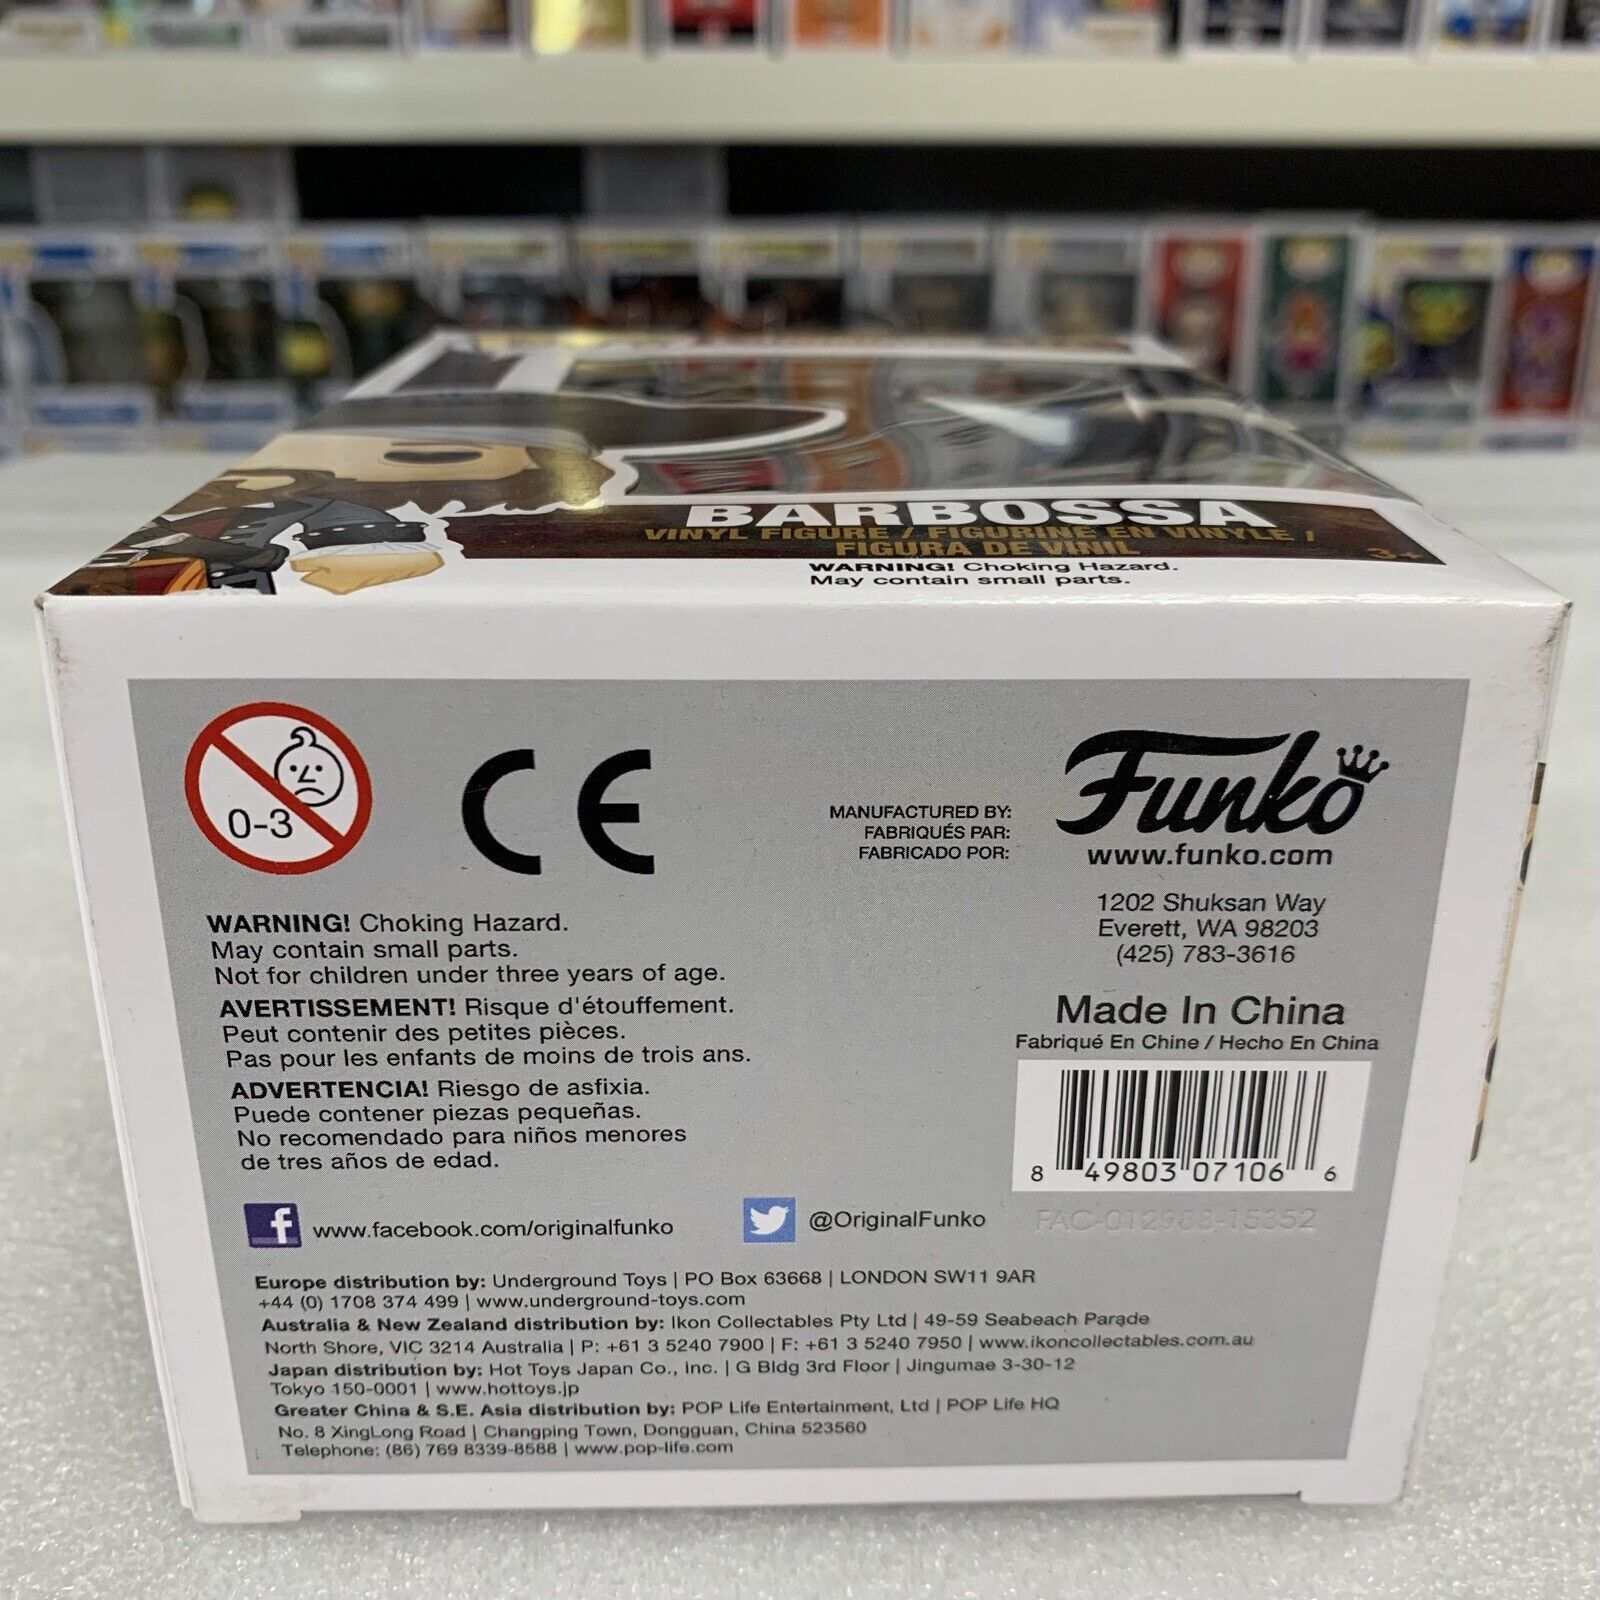 BARBOSSA
VINYL FIGURE / FIGURINE EN VINYLE /
FIGURA DE VINIL
3+
WARNING! Choking Hazard.
May contain small parts.
0-3
CE
MANUFACTURED BY:
FABRIQUÉS PAR:
FABRICADO POR:
Funko
www.funko.com
1202 Shuksan Way
Everett, WA 98203
(425) 783-3616
Made In China
Fabriqué En Chine / Hecho En China
8 49803 07106 6
FAC-012983-15352
WARNING! Choking Hazard.
May contain small parts.
Not for children under three years of age.
AVERTISSEMENT! Risque d'étouffement.
Peut contenir des petites pièces.
Pas pour les enfants de moins de trois ans.
ADVERTENCIA! Riesgo de asfixia.
Puede contener piezas pequeñas.
No recomendado para niños menores
de tres años de edad.
f www.facebook.com/originalfunko
@OriginalFunko
Europe distribution by: Underground Toys | PO Box 63668 | LONDON SW11 9AR
+44 (0) 1708 374 499 | www.underground-toys.com
Australia & New Zealand distribution by: Ikon Collectables Pty Ltd | 49-59 Seabeach Parade
North Shore, VIC 3214 Australia | P: +61 3 5240 7900 | F: +61 3 5240 7950 | www.ikoncollectables.com.au
Japan distribution by: Hot Toys Japan Co., Inc. | G Bldg 3rd Floor | Jingumae 3-30-12
Tokyo 150-0001 | www.hottoys.jp
Greater China & S.E. Asia distribution by: POP Life Entertainment, Ltd | POP Life HQ
No. 8 XingLong Road | Changping Town, Dongguan, China 523560
Telephone: (86) 769 8339-8588 | www.pop-life.com